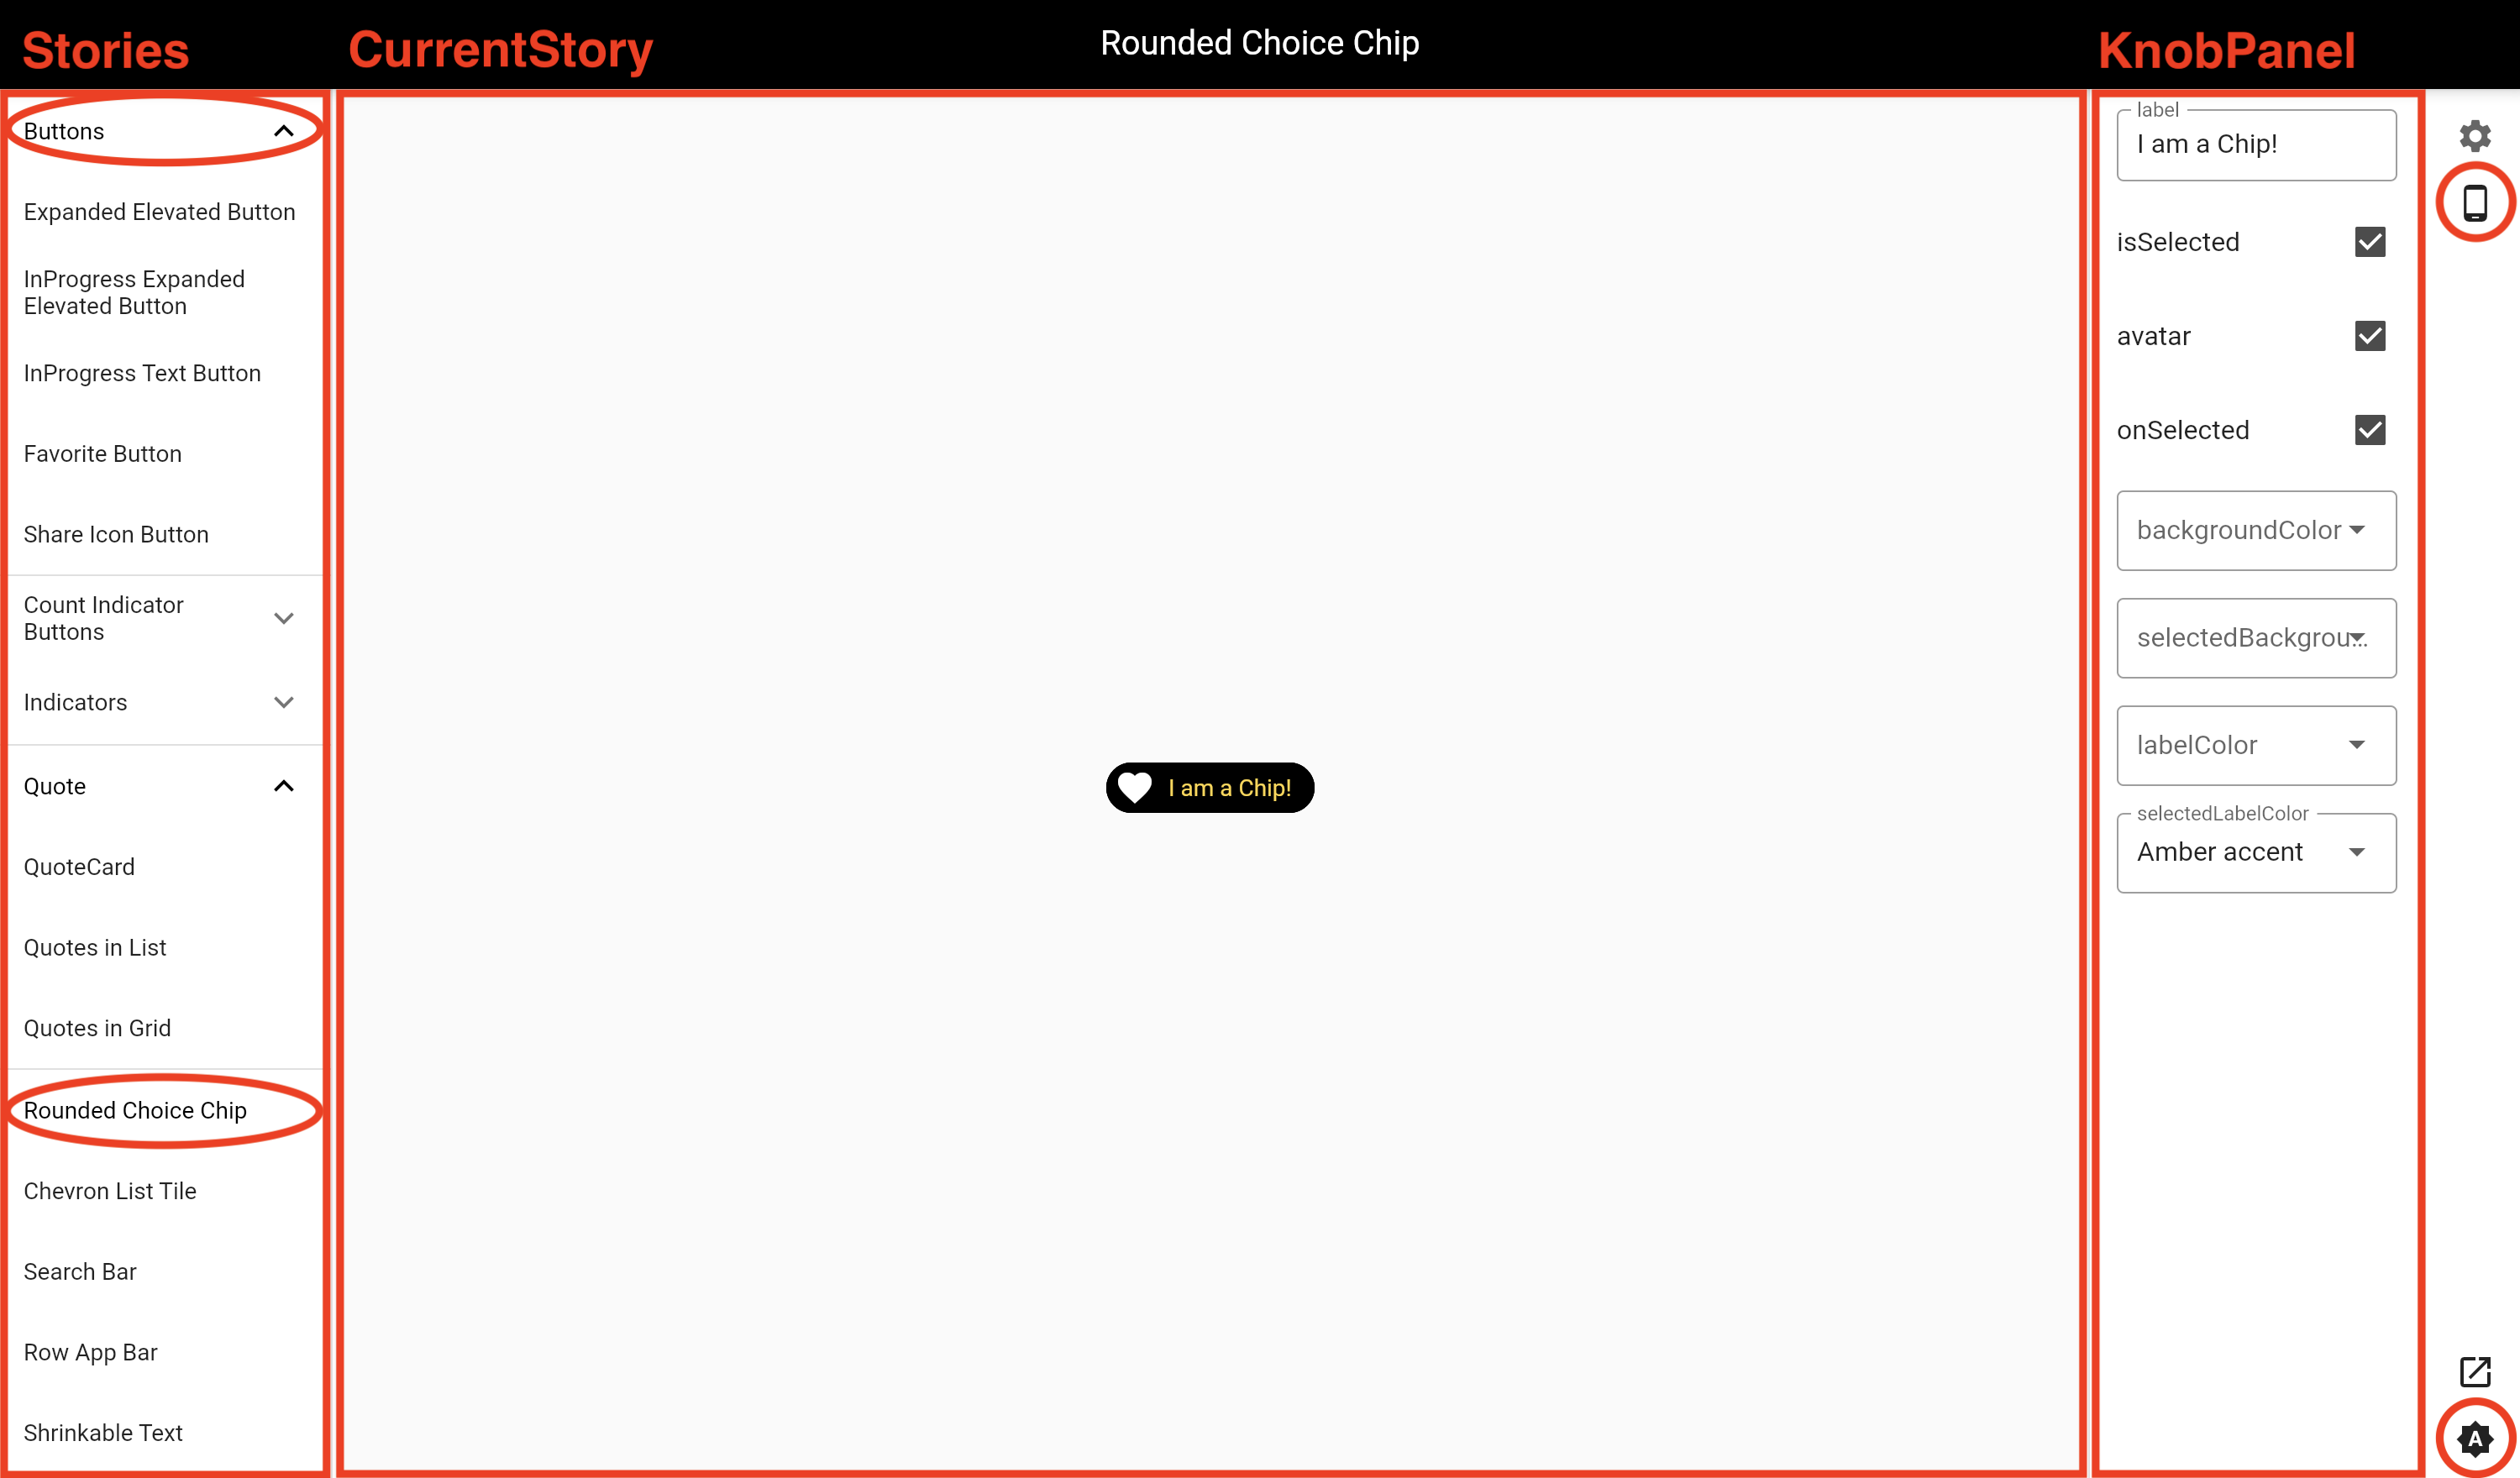 Stories
CurrentStory
Rounded Choice Chip
KnobPanel
Buttons
Expanded Elevated Button
InProgress Expanded
Elevated Button
InProgress Text Button
Favorite Button
Share Icon Button
Count Indicator
Buttons
Indicators
Quote
QuoteCard
Quotes in List
Quotes in Grid
Rounded Choice Chip
Chevron List Tile
Search Bar
Row App Bar
Shrinkable Text
I am a Chip!
label
I am a Chip!
isSelected
avatar
onSelected
backgroundColor
selectedBackgrou...
labelColor
selectedLabelColor
Amber accent
A